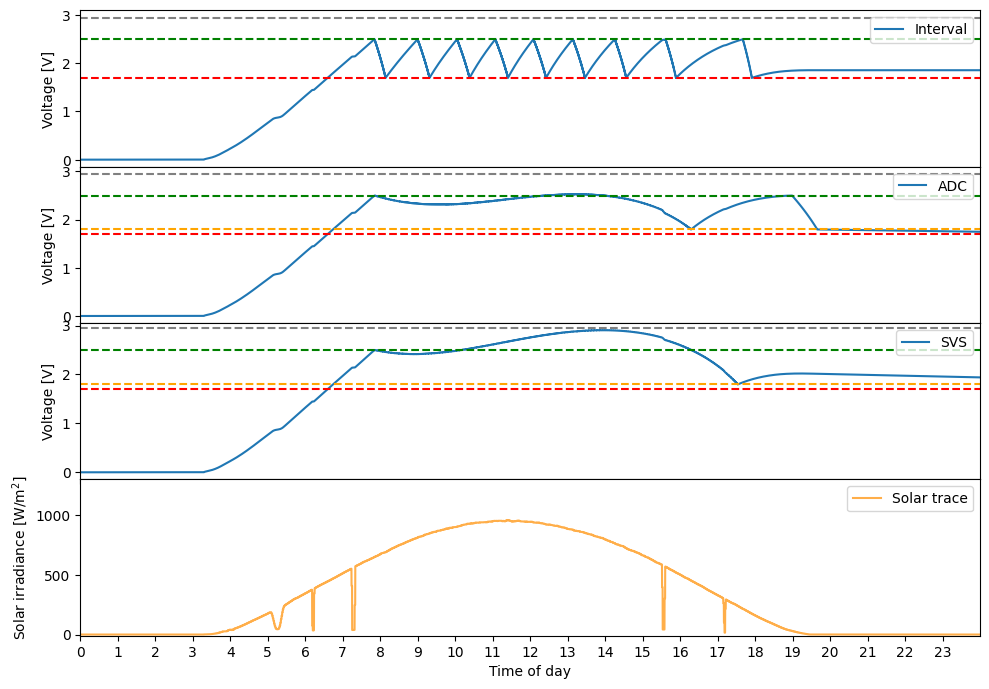 3
2
1
0
Voltage [V]
Interval
3
2
1
0
Voltage [V]
ADC
3
2
1
0
Voltage [V]
SVS
1000
500
0
Solar irradiance [W/m²]
Solar trace
0 1 2 3 4 5 6 7 8 9 10 11 12 13 14 15 16 17 18 19 20 21 22 23
Time of day